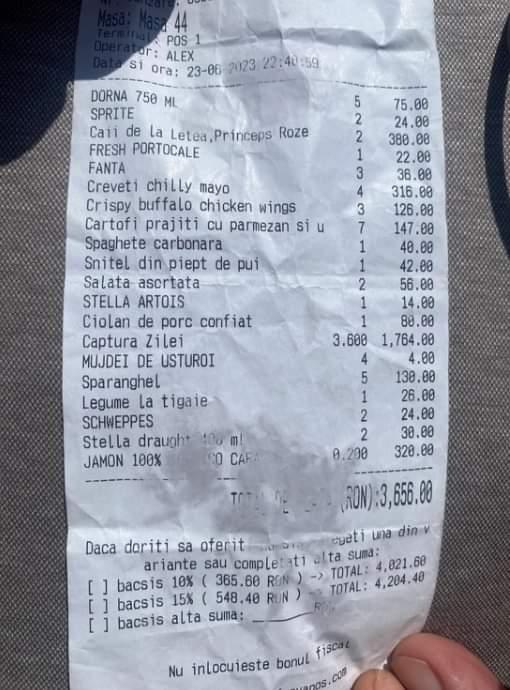 Masa: Masa 44
Terminal: POS 1
Operator: ALEX
Data si ora: 23-06-2023 22:40:59
DORNA 750 ML 5 75.00
SPRITE 2 24.00
Caii de la Letea,Princeps Roze 2 380.00
FRESH PORTOCALE 1 22.00
FANTA 3 36.00
Creveti chilly mayo 4 316.00
Crispy buffalo chicken wings 3 126.00
Cartofi prajiti cu parmezan si u 7 147.00
Spaghete carbonara 1 40.00
Snitel din piept de pui 1 42.00
Salata asortata 2 56.00
STELLA ARTOIS 1 14.00
Ciolan de porc confiat 1 80.00
Captura Zilei 3.600 1,764.00
MUJDEI DE USTUROI 4 4.00
Sparanghel 5 130.00
Legume la tigaie 1 26.00
SCHWEPPES 2 24.00
Stella draught 400 ml 2 30.00
JAMON 100% 0.200 320.00
(RON):3,656.00
Daca doriti sa oferit una din v
ariante sau completati alta suma:
[ ] bacsis 10% ( 365.60 RON ) -> TOTAL: 4,021.60
[ ] bacsis 15% ( 548.40 RON ) -> TOTAL: 4,204.40
[ ] bacsis alta suma: ______
Nu inlocuieste bonul fiscal